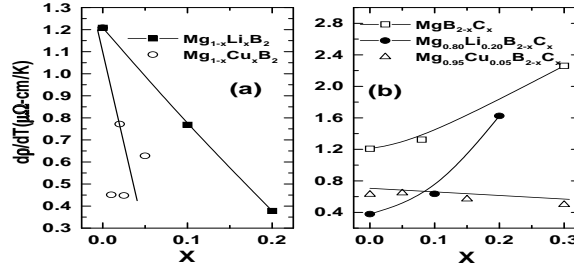 1.3
1.2
1.1
1.0
0.9
0.8
0.7
0.6
0.5
0.4
0.3
dρ/dT(μΩ-cm/K)
0.0 0.1 0.2
X
Mg1-xLixB2
Mg1-xCuxB2
(a)
2.8
2.4
2.0
1.6
1.2
0.8
0.4
0.0 0.1 0.2 0.3
X
MgB2-xCx
Mg0.80Li0.20B2-xCx
Mg0.95Cu0.05B2-xCx
(b)